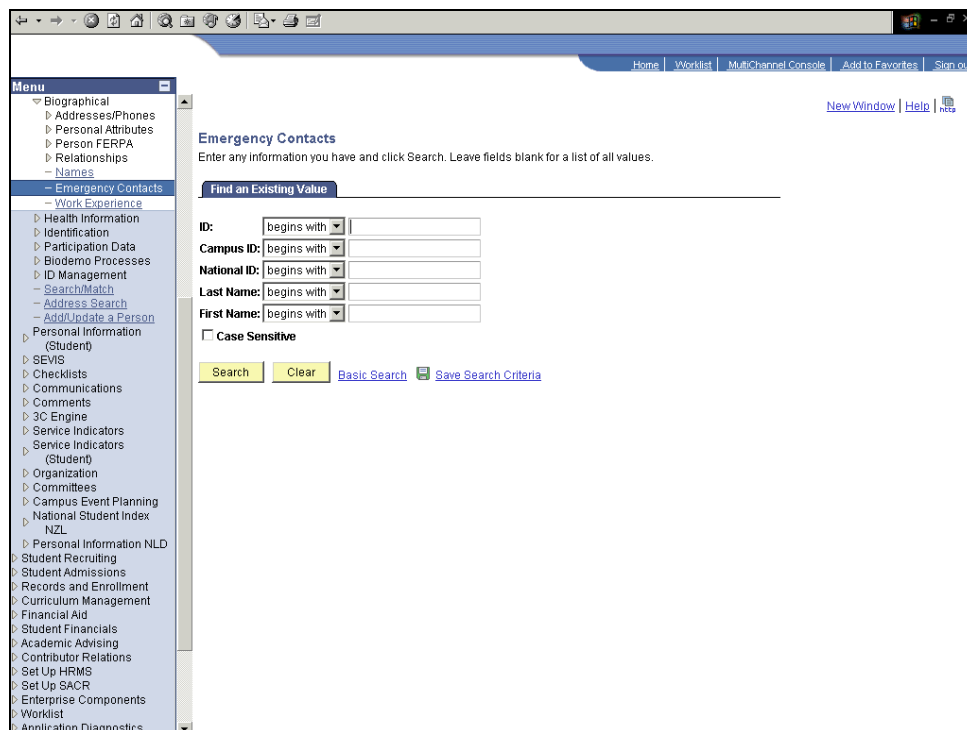 Home Worklist MultiChannel Console Add to Favorites Sign ou
Menu
Biographical
Addresses/Phones
Personal Attributes
Person FERPA
Relationships
Names
Emergency Contacts
Work Experience
Health Information
Identification
Participation Data
Biodemo Processes
ID Management
Search/Match
Address Search
Add/Update a Person
Personal Information
(Student)
SEVIS
Checklists
Communications
Comments
3C Engine
Service Indicators
Service Indicators
(Student)
Organization
Committees
Campus Event Planning
National Student Index
NZL
Personal Information NLD
Student Recruiting
Student Admissions
Records and Enrollment
Curriculum Management
Financial Aid
Student Financials
Academic Advising
Contributor Relations
Set Up HRMS
Set Up SACR
Enterprise Components
Worklist
Application Diagnostics
New Window | Help | http
Emergency Contacts
Enter any information you have and click Search. Leave fields blank for a list of all values.
Find an Existing Value
ID: begins with
Campus ID: begins with
National ID: begins with
Last Name: begins with
First Name: begins with
Case Sensitive
Search Clear Basic Search Save Search Criteria